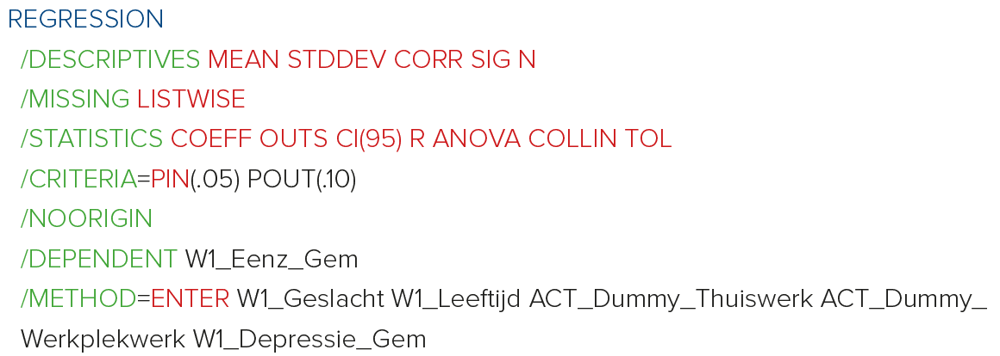 REGRESSION
/DESCRIPTIVES MEAN STDDEV CORR SIG N
/MISSING LISTWISE
/STATISTICS COEFF OUTS CI(95) R ANOVA COLLIN TOL
/CRITERIA=PIN(.05) POUT(.10)
/NOORIGIN
/DEPENDENT W1_Eenz_Gem
/METHOD=ENTER W1_Geslacht W1_Leeftijd ACT_Dummy_Thuiswerk ACT_Dummy_
Werkplekwerk W1_Depressie_Gem